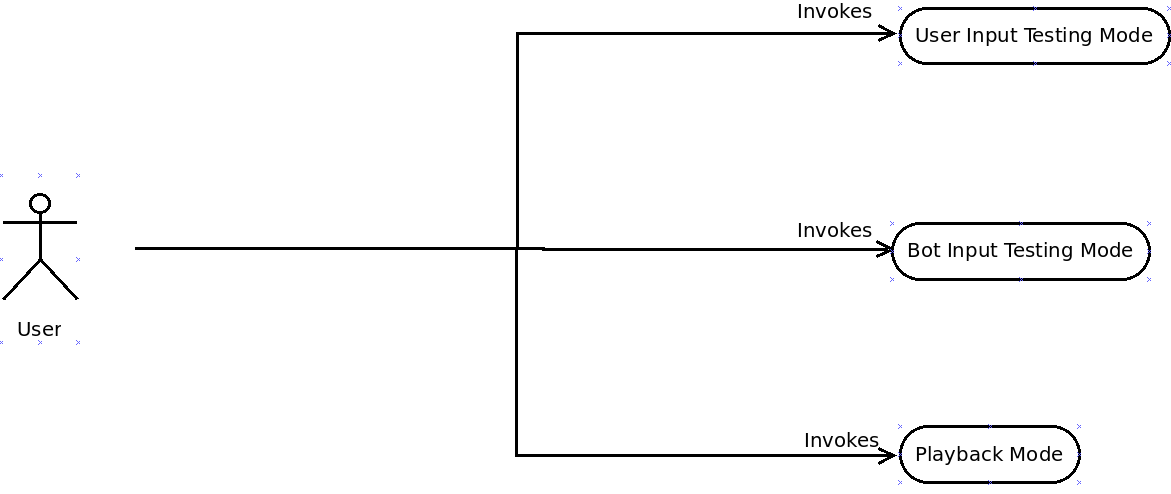 Invokes
User Input Testing Mode
Invokes
Bot Input Testing Mode
User
Invokes
Playback Mode